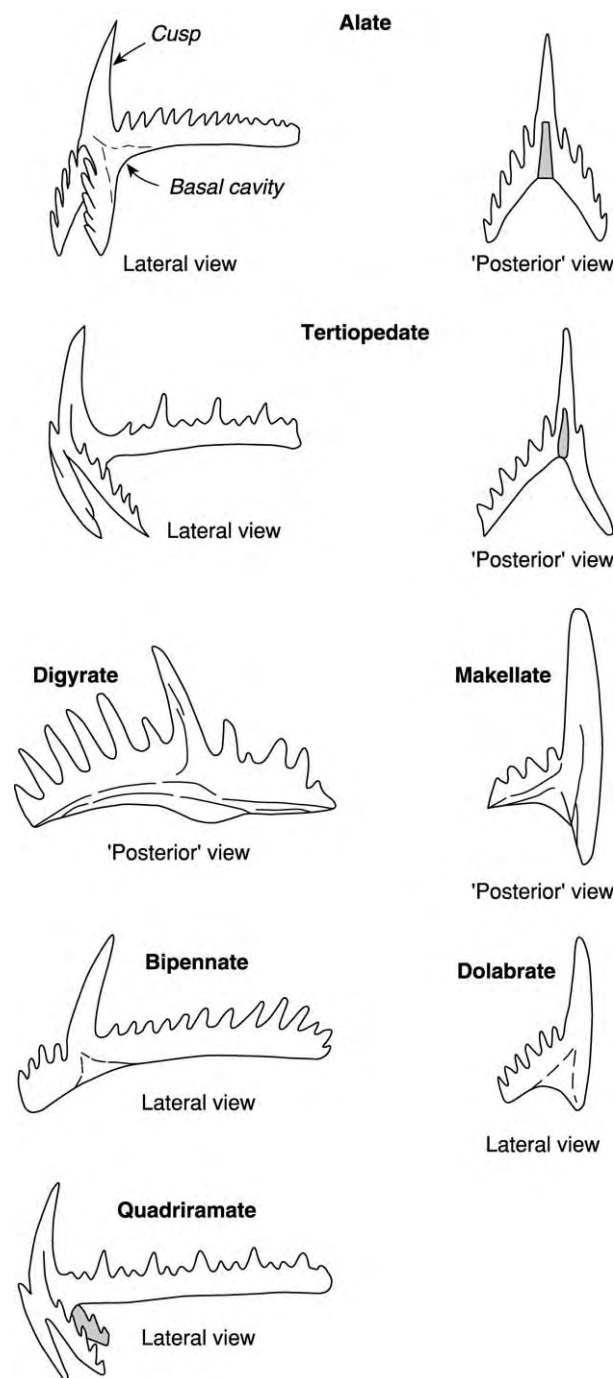 Alate
Cusp
Basal cavity
Lateral view
'Posterior' view
Tertiopedate
Lateral view
'Posterior' view
Digyrate
Makellate
'Posterior' view
'Posterior' view
Bipennate
Dolabrate
Lateral view
Lateral view
Quadriramate
Lateral view